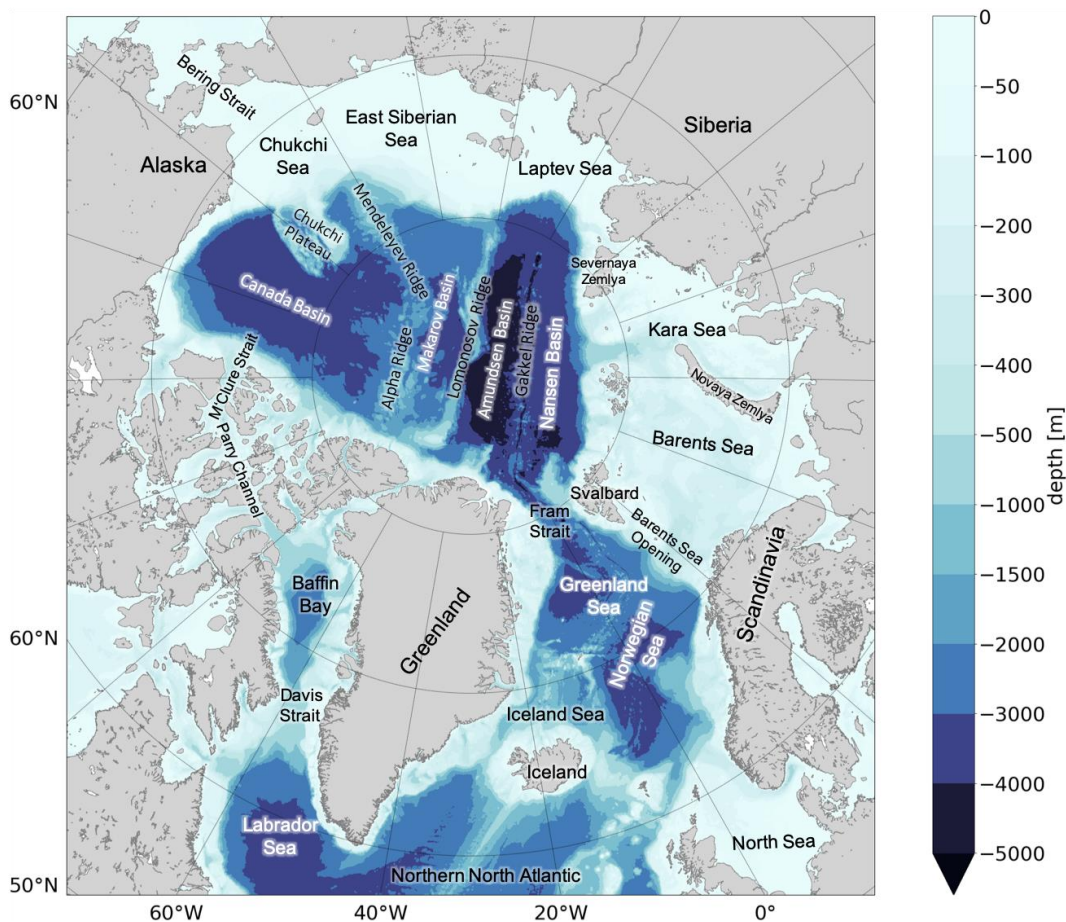 0
−50
−100
−200
−300
−400
−500
−1000
−1500
−2000
−3000
−4000
−5000
depth [m]
60°N
60°N
50°N
60°W
40°W
20°W
0°
Bering Strait
Alaska
Chukchi
Sea
East Siberian
Sea
Laptev Sea
Siberia
Chukchi
Plateau
Mendeleyev Ridge
Canada Basin
Alpha Ridge
Makarov Basin
Lomonosov Ridge
Amundsen Basin
Gakkel Ridge
Nansen Basin
Severnaya
Zemlya
Kara Sea
Novaya Zemlya
Barents Sea
M'Clure Strait
Parry Channel
Svalbard
Fram
Strait
Barents Sea
Opening
Baffin
Bay
Greenland
Greenland
Sea
Norwegian
Sea
Scandinavia
Davis
Strait
Iceland Sea
Iceland
Labrador
Sea
Northern North Atlantic
North Sea